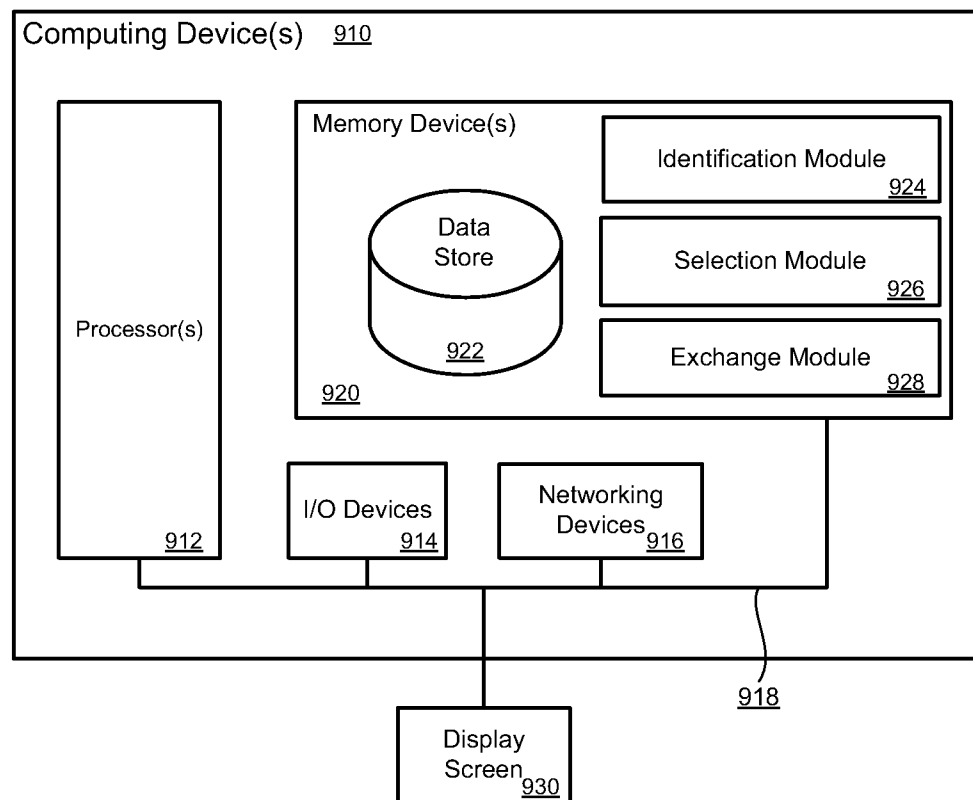 Computing Device(s) 910
Processor(s)
912
Memory Device(s)
Data
Store
922
920
Identification Module
924
Selection Module
926
Exchange Module
928
I/O Devices
914
Networking
Devices
916
918
Display
Screen
930